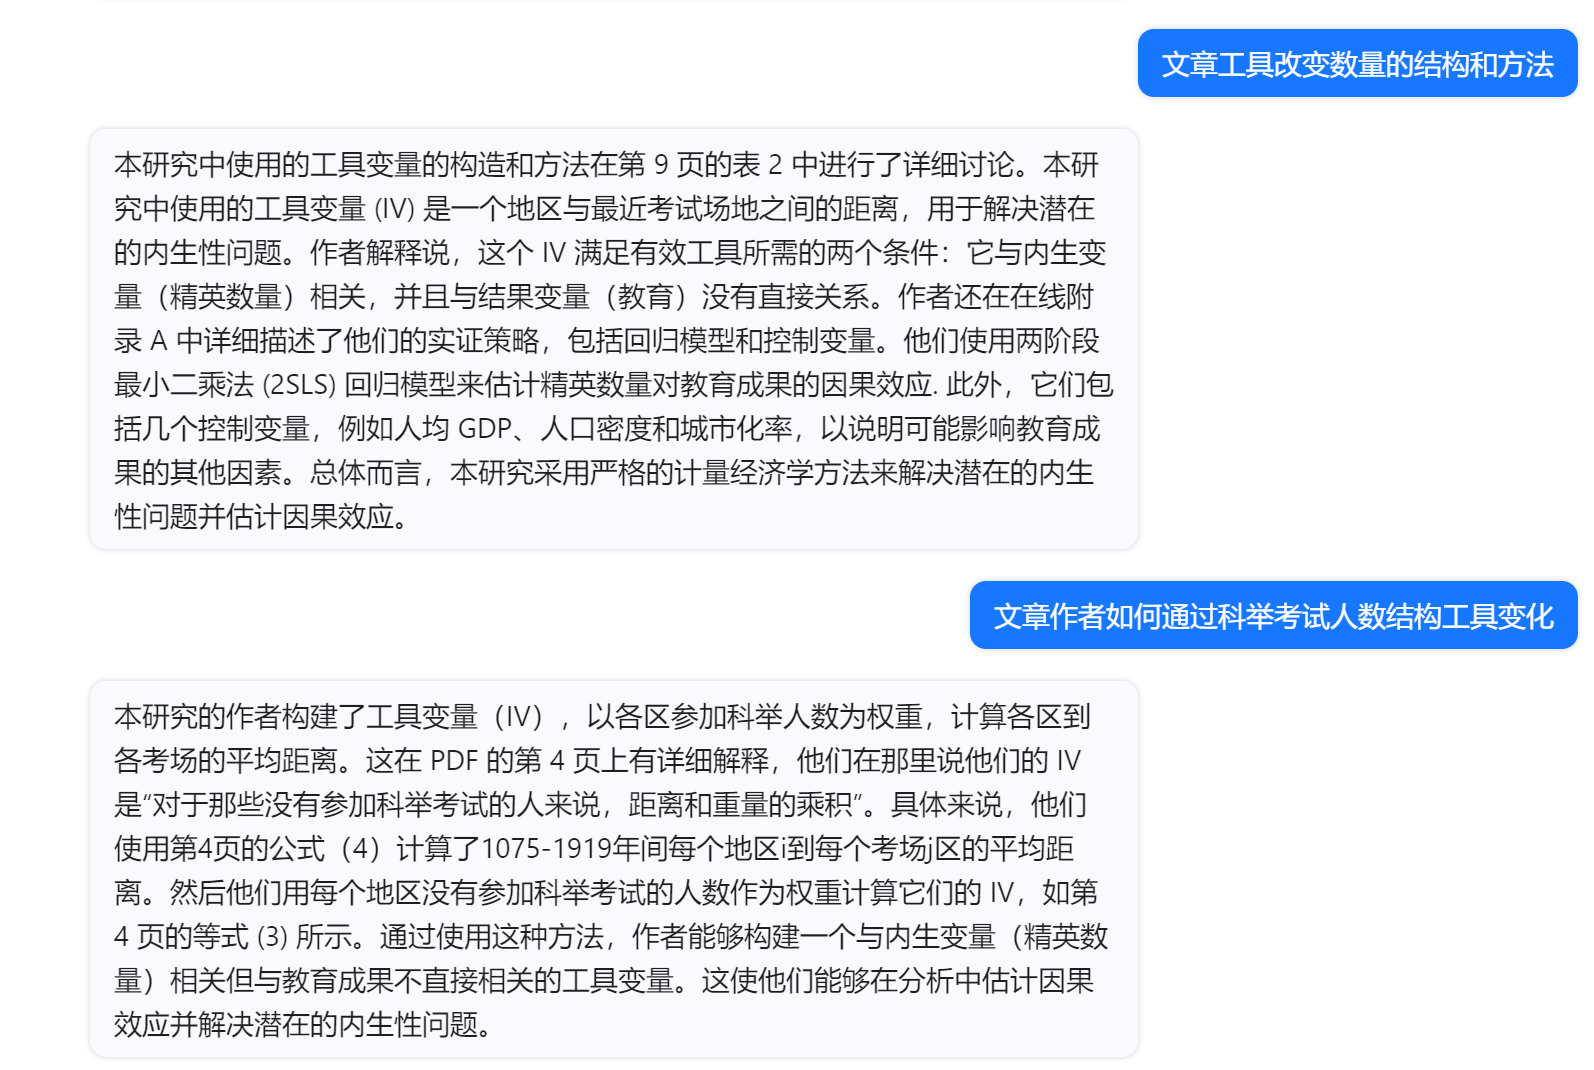 文章工具改变数量的结构和方法
本研究中使用的工具变量的构造和方法在第 9 页的表 2 中进行了详细讨论。本研
究中使用的工具变量 (IV) 是一个地区与最近考试场地之间的距离，用于解决潜在
的内生性问题。作者解释说，这个 IV 满足有效工具所需的两个条件：它与内生变
量（精英数量）相关，并且与结果变量（教育）没有直接关系。作者还在在线附
录 A 中详细描述了他们的实证策略，包括回归模型和控制变量。他们使用两阶段
最小二乘法 (2SLS) 回归模型来估计精英数量对教育成果的因果效应. 此外，它们包
括几个控制变量，例如人均 GDP、人口密度和城市化率，以说明可能影响教育成
果的其他因素。总体而言，本研究采用严格的计量经济学方法来解决潜在的内生
性问题并估计因果效应。
文章作者如何通过科举考试人数结构工具变化
本研究的作者构建了工具变量（IV），以各区参加科举人数为权重，计算各区到
各考场的平均距离。这在 PDF 的第 4 页上有详细解释，他们在那里说他们的 IV
是“对于那些没有参加科举考试的人来说，距离和重量的乘积”。具体来说，他们
使用第4页的公式（4）计算了1075-1919年间每个地区i到每个考场j区的平均距
离。然后他们用每个地区没有参加科举考试的人数作为权重计算它们的 IV，如第
4 页的等式 (3) 所示。通过使用这种方法，作者能够构建一个与内生变量（精英数
量）相关但与教育成果不直接相关的工具变量。这使他们能够在分析中估计因果
效应并解决潜在的内生性问题。